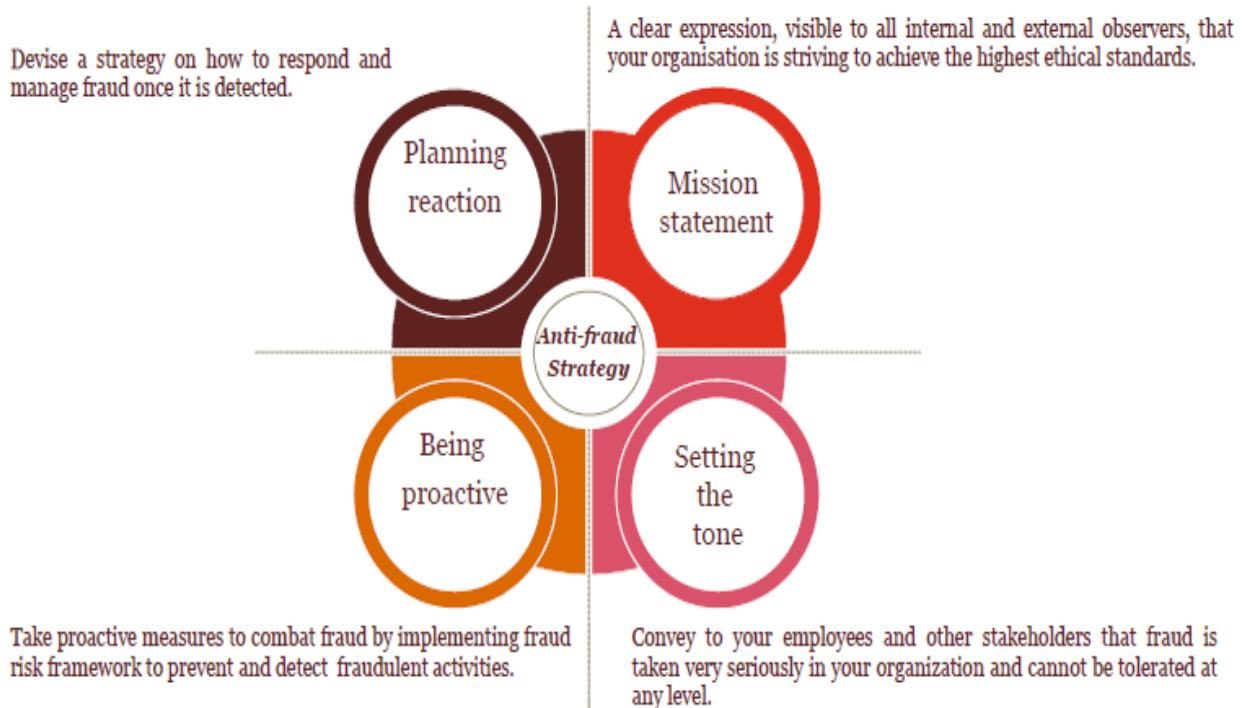 Devise a strategy on how to respond and
manage fraud once it is detected.
A clear expression, visible to all internal and external observers, that
your organisation is striving to achieve the highest ethical standards.
Planning
reaction
Mission
statement
Anti-fraud
Strategy
Being
proactive
Setting
the
tone
Take proactive measures to combat fraud by implementing fraud
risk framework to prevent and detect fraudulent activities.
Convey to your employees and other stakeholders that fraud is
taken very seriously in your organization and cannot be tolerated at
any level.